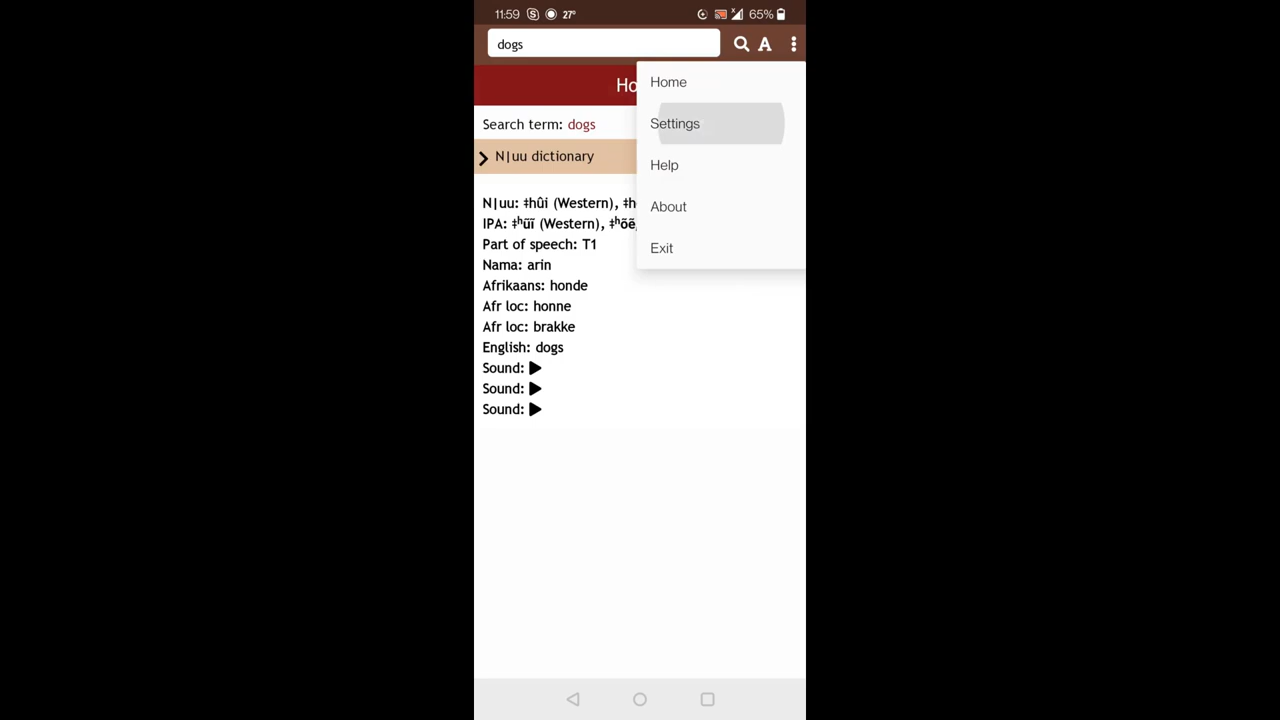 11:59 27° 65%
dogs A
Ho
Search term: dogs
N|uu dictionary
Home
Settings
Help
About
Exit
N|uu: ǂhûi (Western), ǂh
IPA: ǂʰũĩ (Western), ǂʰõẽ,
Part of speech: T1
Nama: arin
Afrikaans: honde
Afr loc: honne
Afr loc: brakke
English: dogs
Sound:
Sound:
Sound: